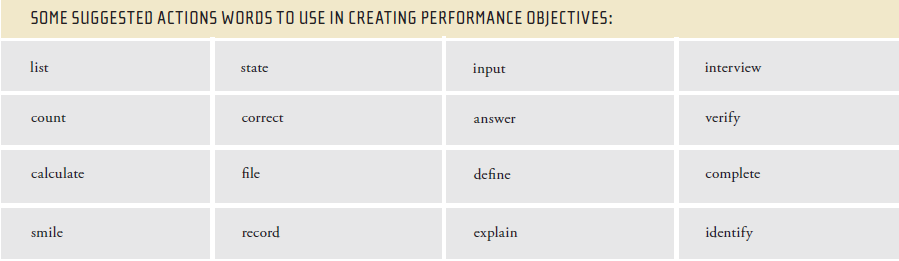 SOME SUGGESTED ACTIONS WORDS TO USE IN CREATING PERFORMANCE OBJECTIVES:
list state input interview
count correct answer verify
calculate file define complete
smile record explain identify